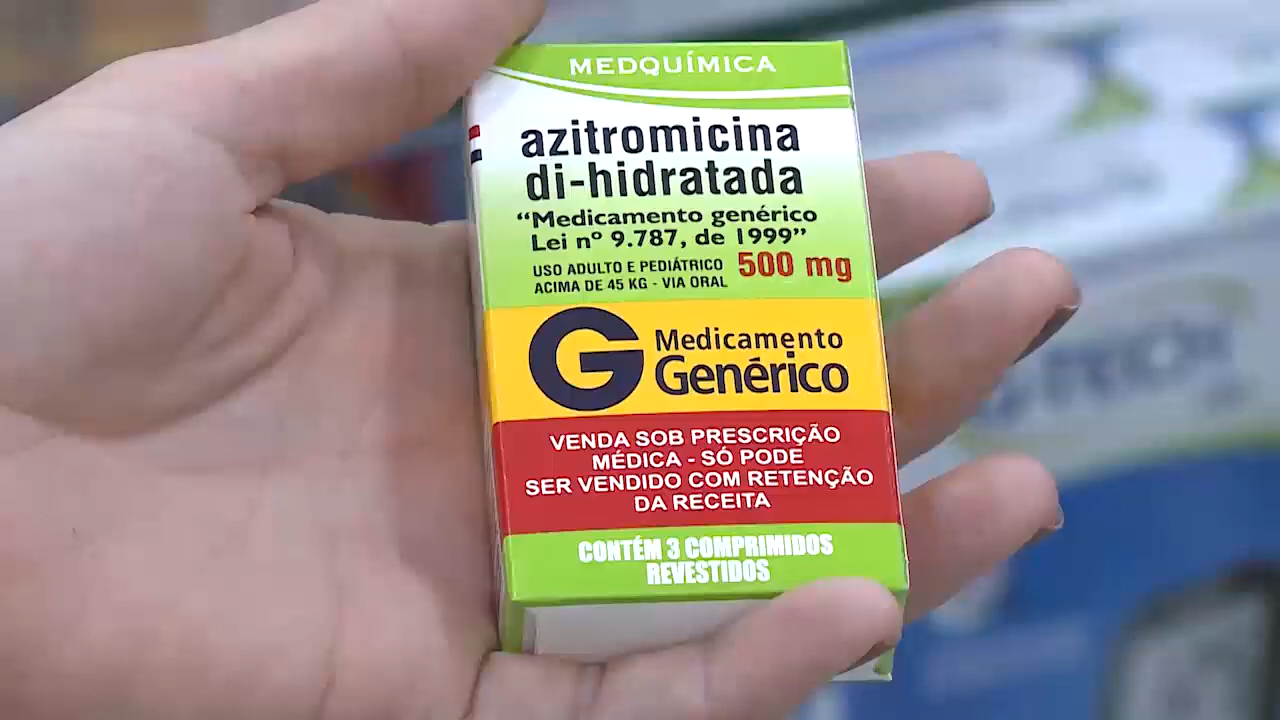 MEDQUÍMICA
azitromicina
di-hidratada
“Medicamento genérico
Lei nº 9.787, de 1999”
USO ADULTO E PEDIÁTRICO
ACIMA DE 45 KG - VIA ORAL
500 mg
G Medicamento
Genérico
VENDA SOB PRESCRIÇÃO
MÉDICA - SÓ PODE
SER VENDIDO COM RETENÇÃO
DA RECEITA
CONTÉM 3 COMPRIMIDOS
REVESTIDOS